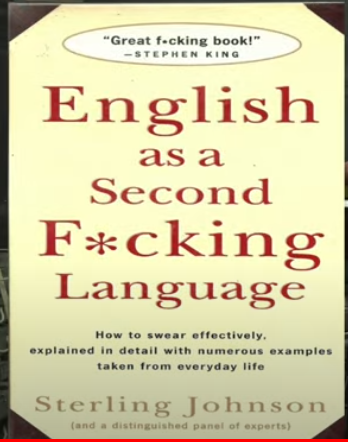 “Great f*cking book!”
—STEPHEN KING
English
as a
Second
F*cking
Language
How to swear effectively,
explained in detail with numerous examples
taken from everyday life
Sterling Johnson
(and a distinguished panel of experts)